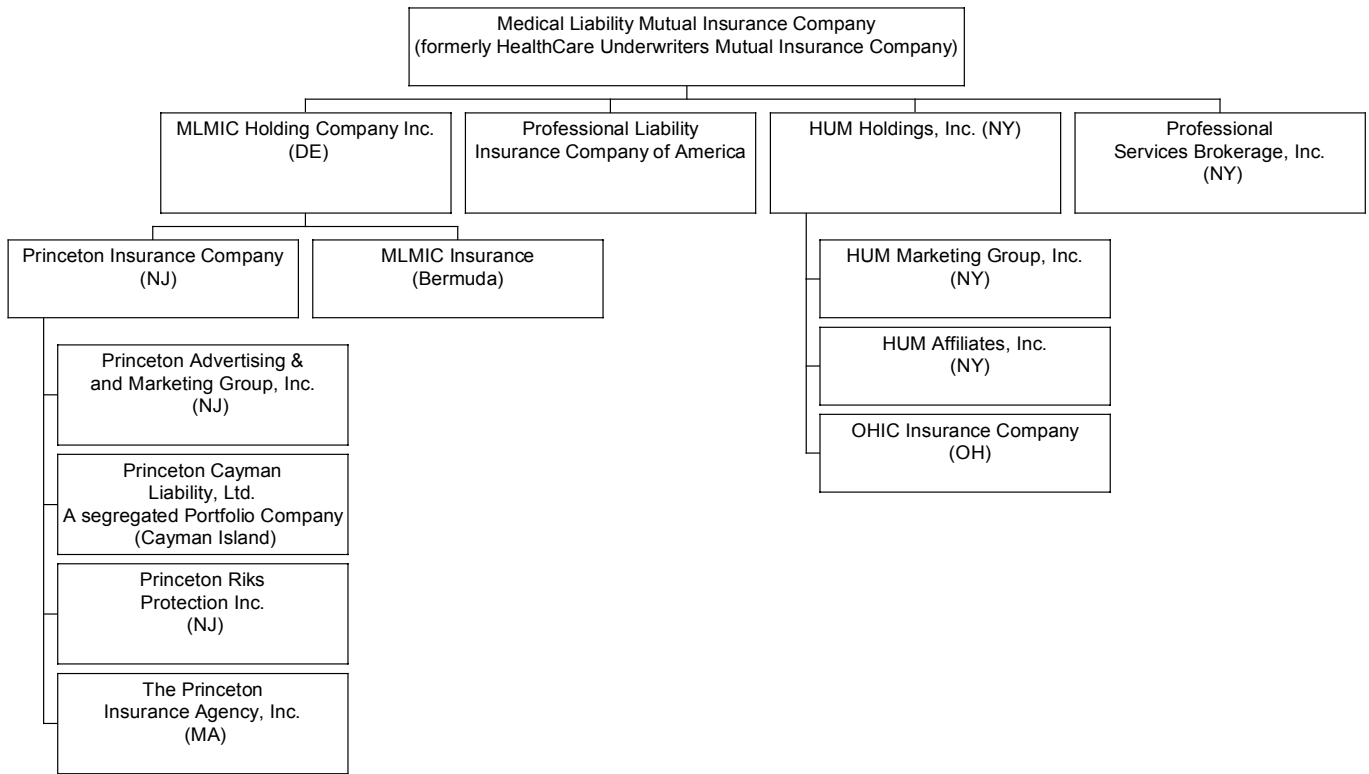 Medical Liability Mutual Insurance Company
(formerly HealthCare Underwriters Mutual Insurance Company)
MLMIC Holding Company Inc.
(DE)
Professional Liability
Insurance Company of America
HUM Holdings, Inc. (NY)
Professional
Services Brokerage, Inc.
(NY)
Princeton Insurance Company
(NJ)
MLMIC Insurance
(Bermuda)
HUM Marketing Group, Inc.
(NY)
HUM Affiliates, Inc.
(NY)
OHIC Insurance Company
(OH)
Princeton Advertising &
and Marketing Group, Inc.
(NJ)
Princeton Cayman
Liability, Ltd.
A segregated Portfolio Company
(Cayman Island)
Princeton Riks
Protection Inc.
(NJ)
The Princeton
Insurance Agency, Inc.
(MA)